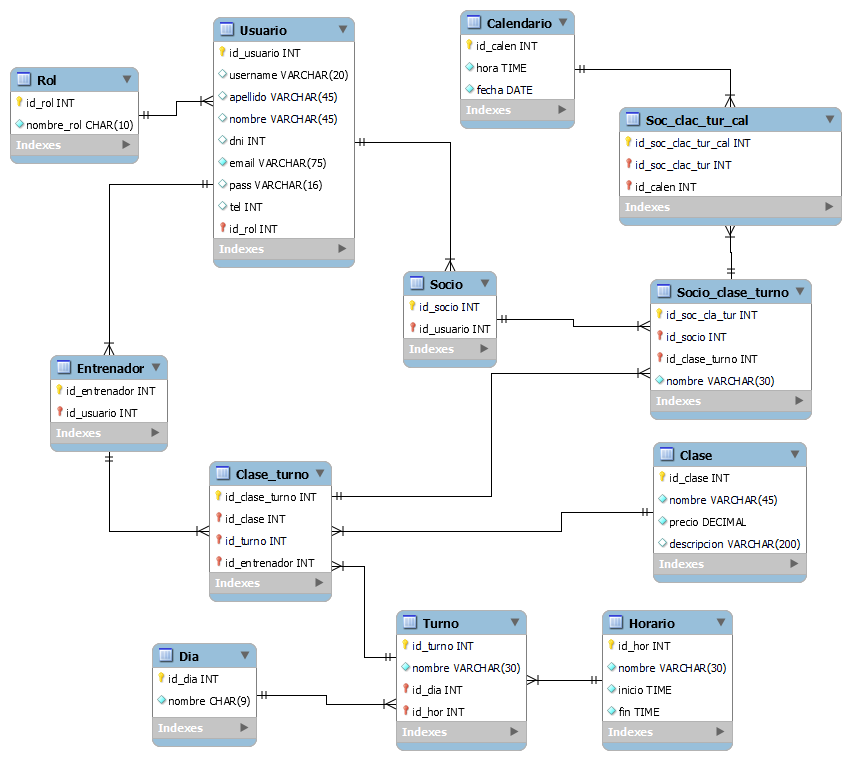 Rol
id_rol INT
nombre_rol CHAR(10)
Indexes
Usuario
id_usuario INT
username VARCHAR(20)
apellido VARCHAR(45)
nombre VARCHAR(45)
dni INT
email VARCHAR(75)
pass VARCHAR(16)
tel INT
id_rol INT
Indexes
Calendario
id_calen INT
hora TIME
fecha DATE
Indexes
Soc_clac_tur_cal
id_soc_clac_tur_cal INT
id_soc_clac_tur INT
id_calen INT
Indexes
Socio
id_socio INT
id_usuario INT
Indexes
Socio_clase_turno
id_soc_cla_tur INT
id_socio INT
id_clase_turno INT
nombre VARCHAR(30)
Indexes
Entrenador
id_entrenador INT
id_usuario INT
Indexes
Clase_turno
id_clase_turno INT
id_clase INT
id_turno INT
id_entrenador INT
Indexes
Clase
id_clase INT
nombre VARCHAR(45)
precio DECIMAL
descripcion VARCHAR(200)
Indexes
Dia
id_dia INT
nombre CHAR(9)
Indexes
Turno
id_turno INT
nombre VARCHAR(30)
id_dia INT
id_hor INT
Indexes
Horario
id_hor INT
nombre VARCHAR(30)
inicio TIME
fin TIME
Indexes